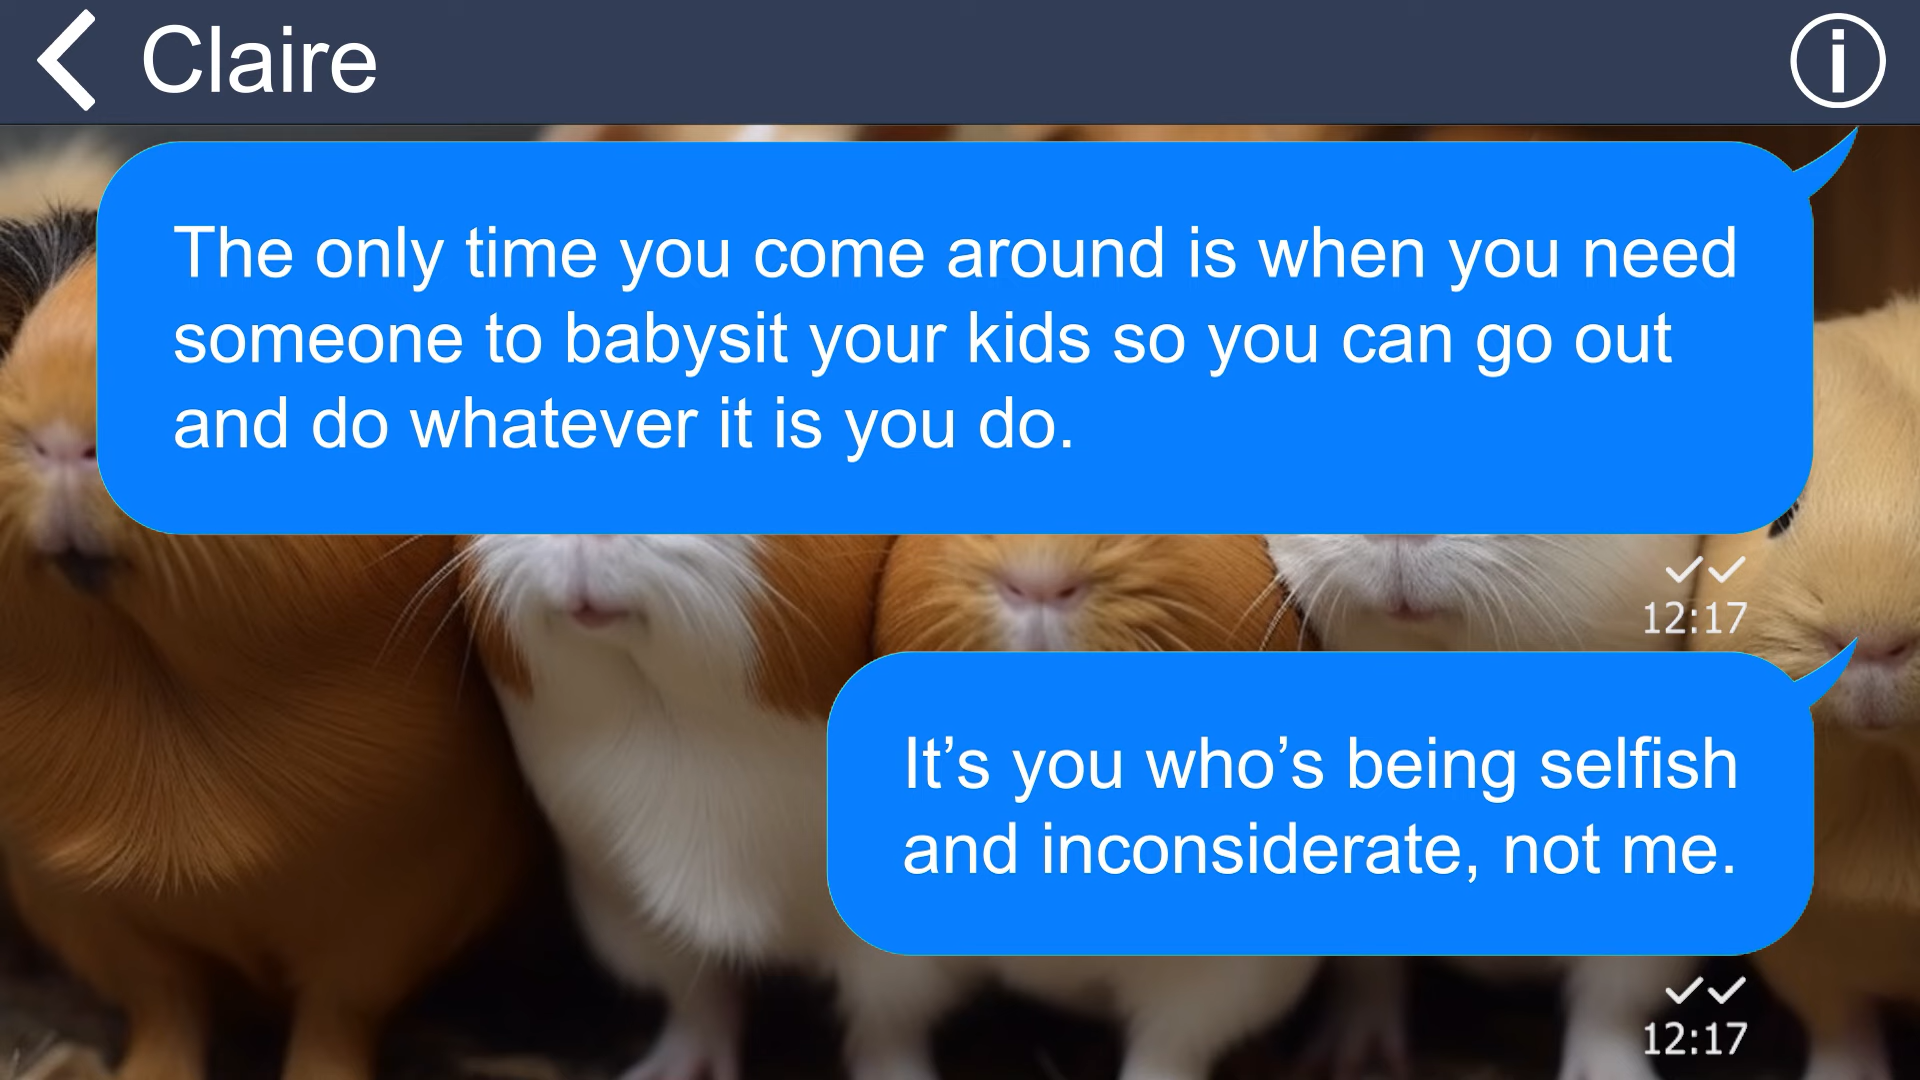 Claire
The only time you come around is when you need
someone to babysit your kids so you can go out
and do whatever it is you do.
12:17
It’s you who’s being selfish
and inconsiderate, not me.
12:17